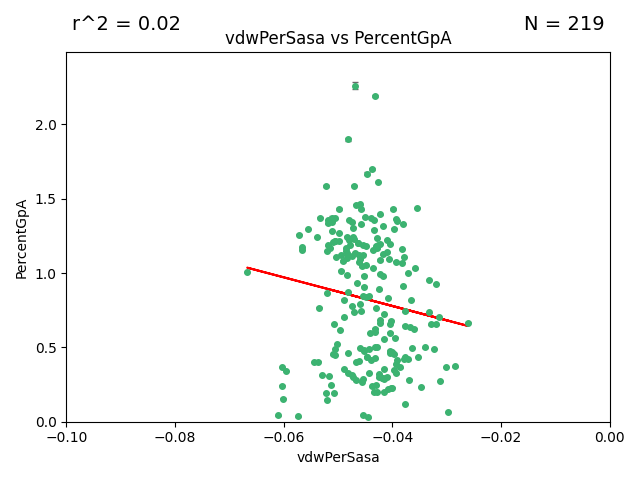 r^2 = 0.02
N = 219
vdwPerSasa vs PercentGpA
PercentGpA
2.0
1.5
1.0
0.5
0.0
−0.10
−0.08
−0.06
−0.04
−0.02
0.00
vdwPerSasa